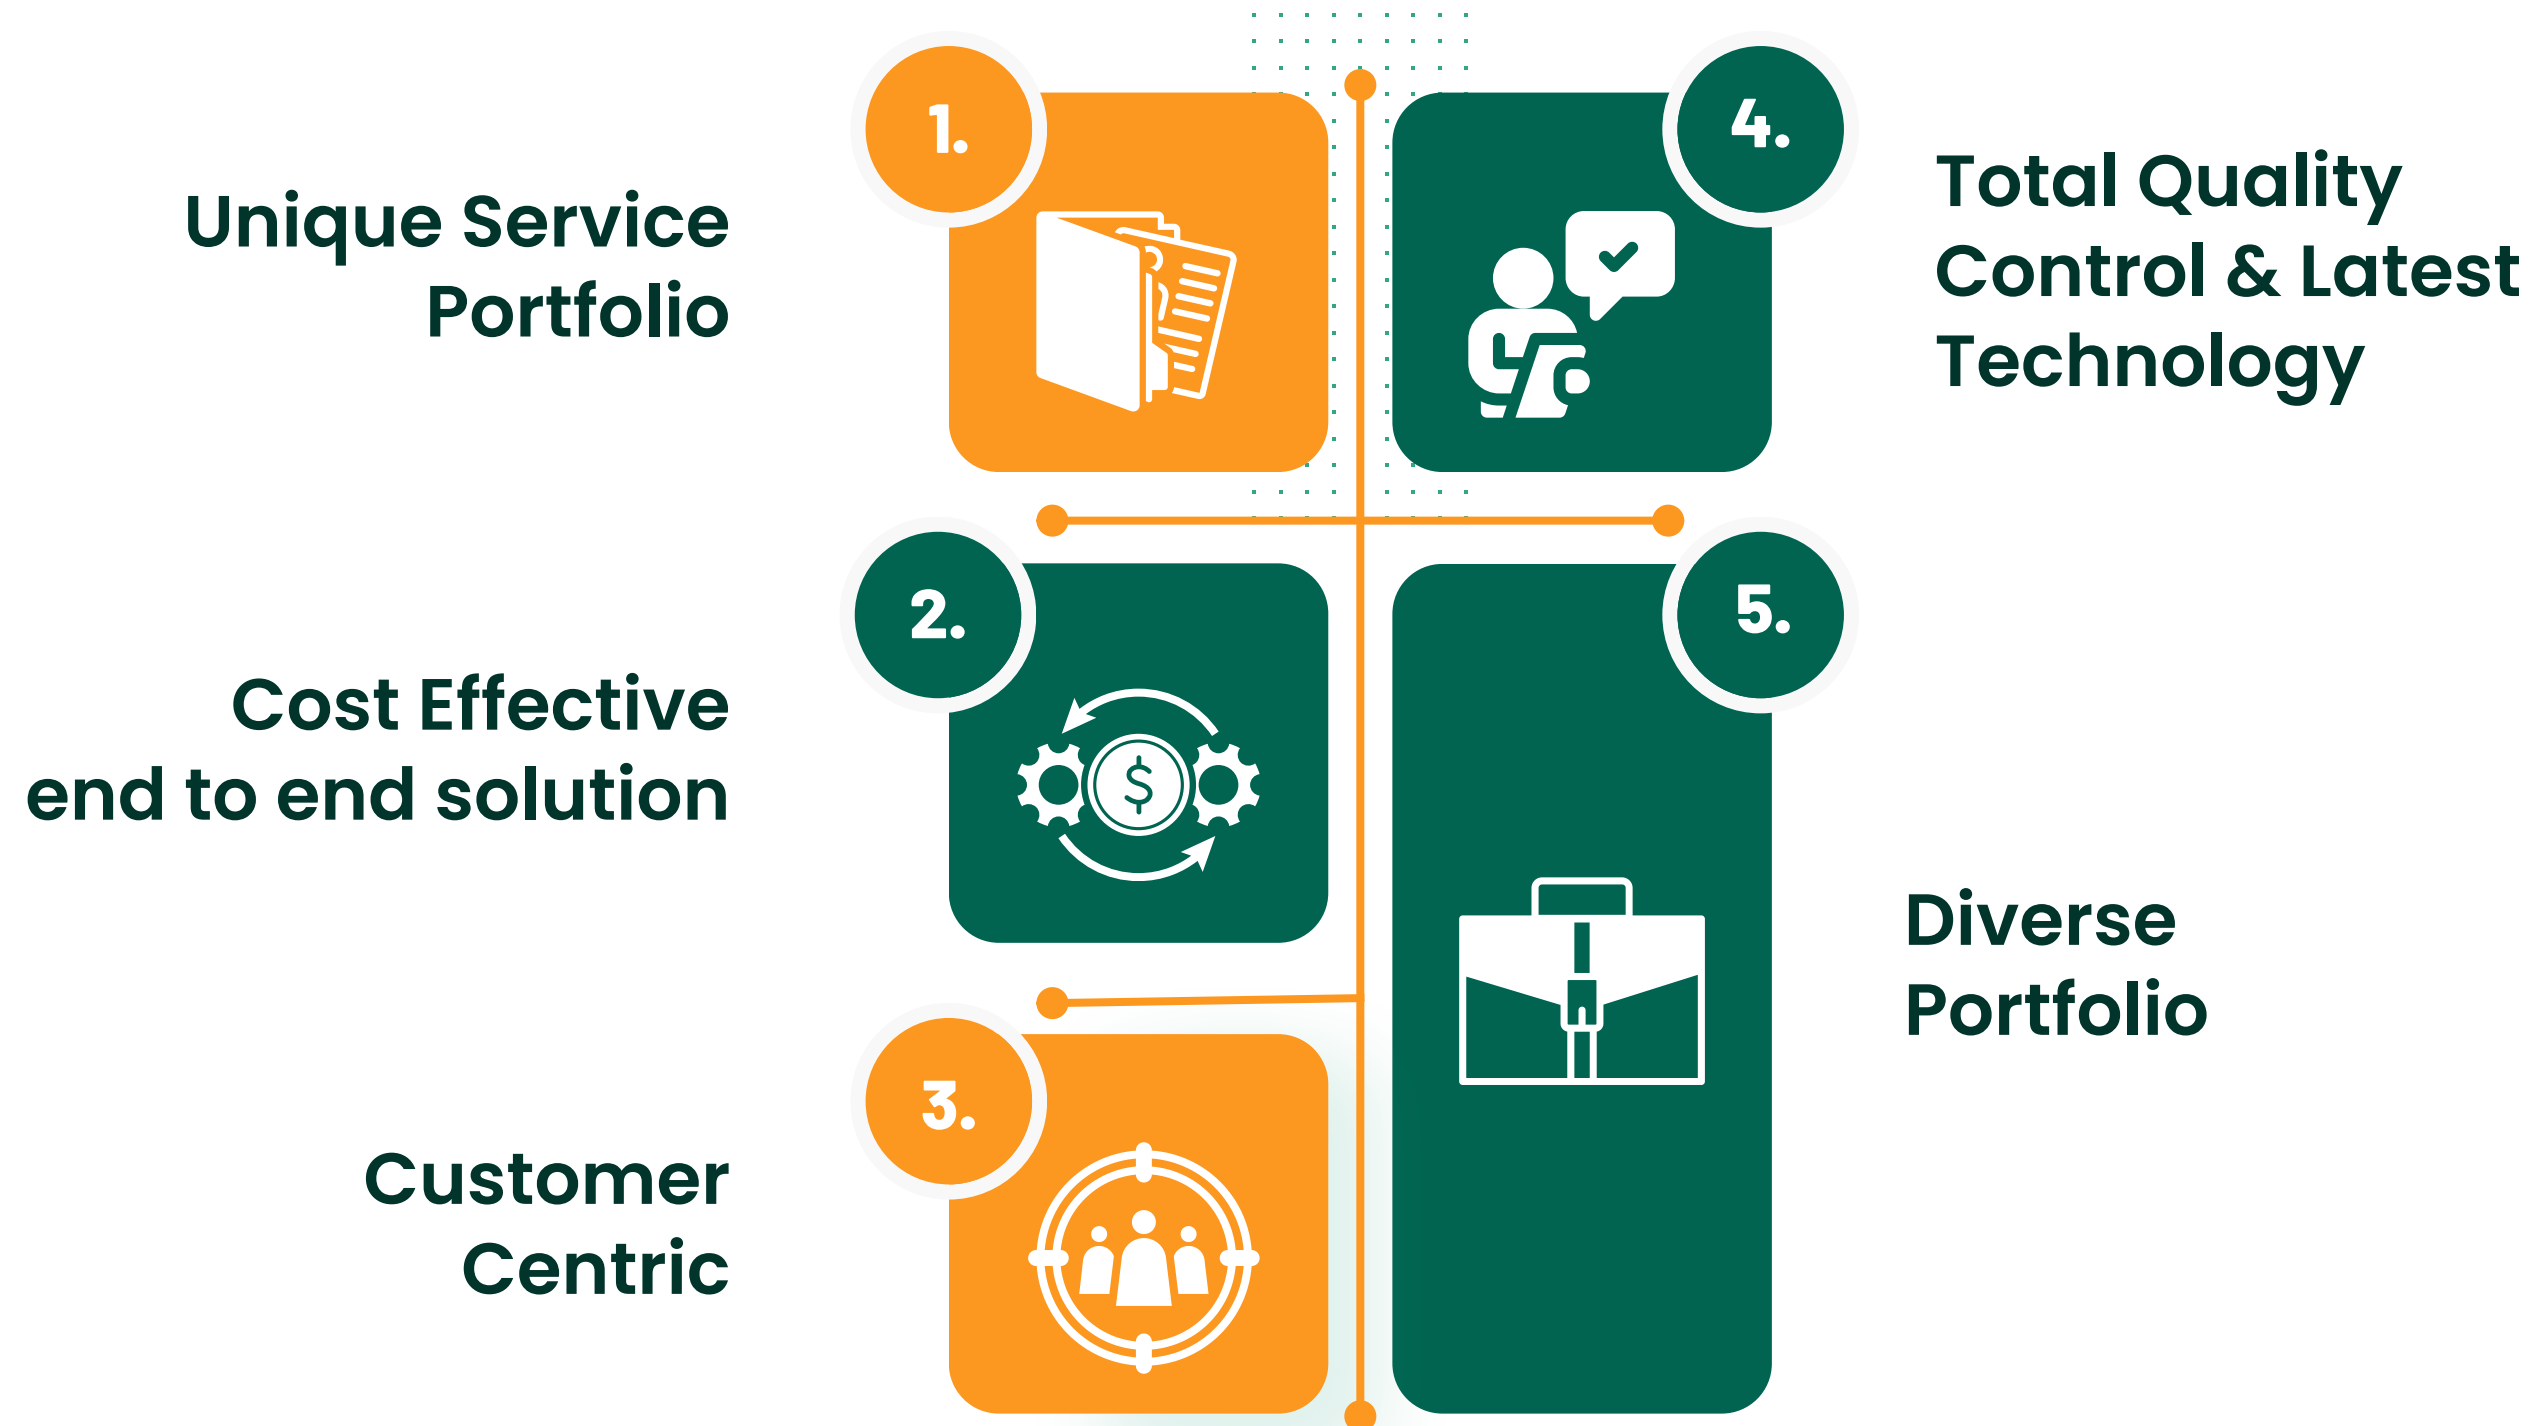 1.
Unique Service
Portfolio
2.
Cost Effective
end to end solution
$
3.
Customer
Centric
4.
Total Quality
Control & Latest
Technology
5.
Diverse
Portfolio